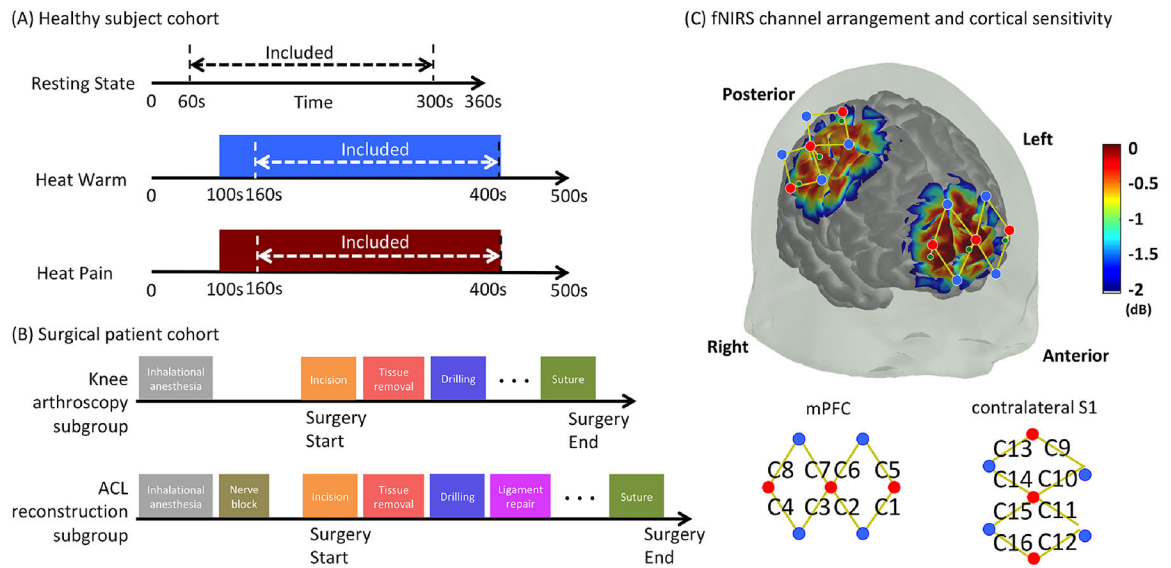 (A) Healthy subject cohort
Included
Resting State
0 60s Time 300s 360s
Included
Heat Warm
0 100s 160s 400s 500s
Included
Heat Pain
0 100s 160s 400s 500s
(B) Surgical patient cohort
Knee
arthroscopy
subgroup
Inhalational
anesthesia
Incision
Tissue
removal
Drilling
• • •
Suture
Surgery
Start
Surgery
End
ACL
reconstruction
subgroup
Inhalational
anesthesia
Nerve
block
Incision
Tissue
removal
Drilling
Ligament
repair
• • •
Suture
Surgery
Start
Surgery
End
(C) fNIRS channel arrangement and cortical sensitivity
Posterior
Left
Right
Anterior
0
-0.5
-1
-1.5
-2
(dB)
mPFC
C8 C7 C6 C5
C4 C3 C2 C1
contralateral S1
C13 C9
C14 C10
C15 C11
C16 C12